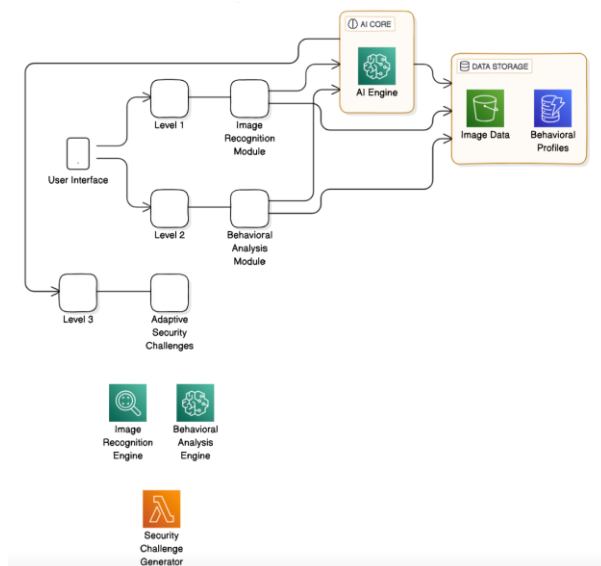 AI CORE
AI Engine
DATA STORAGE
Image Data
Behavioral
Profiles
Level 1
Image
Recognition
Module
User Interface
Level 2
Behavioral
Analysis
Module
Level 3
Adaptive
Security
Challenges
Image
Recognition
Engine
Behavioral
Analysis
Engine
Security
Challenge
Generator